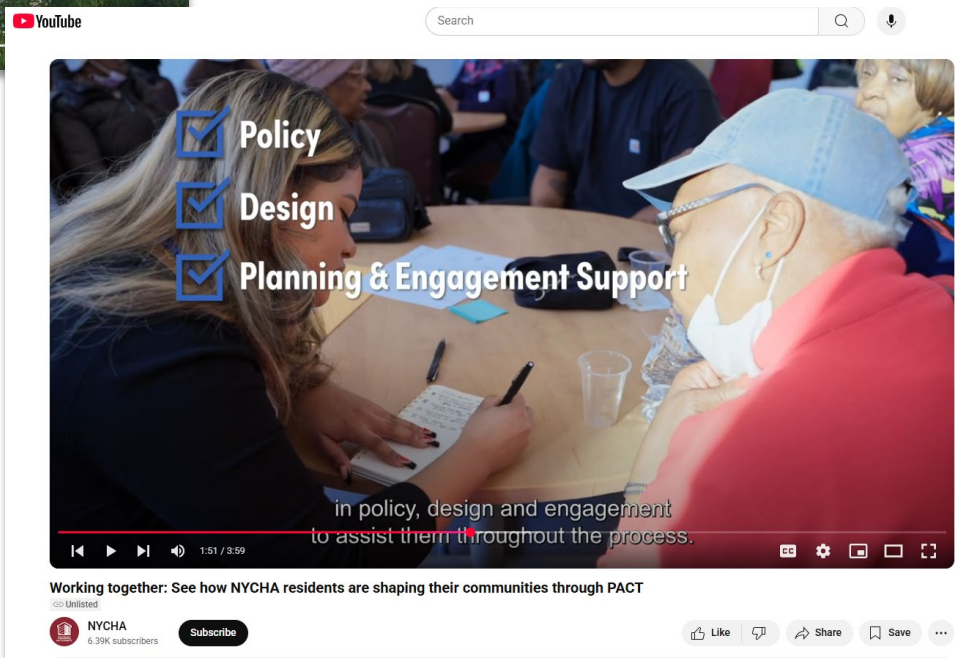 YouTube
Search
Policy
Design
Planning & Engagement Support
in policy, design and engagement
to assist them throughout the process.
1:51 / 3:59
CC
Working together: See how NYCHA residents are shaping their communities through PACT
Unlisted
NYCHA
6.39K subscribers
Subscribe
Like
Share
Save